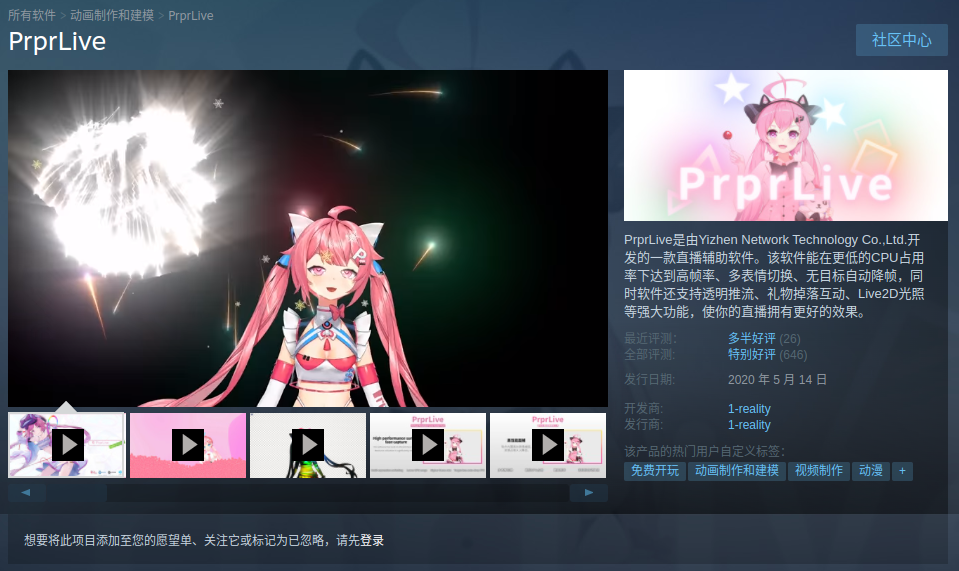 所有软件 > 动画制作和建模 > PrprLive
PrprLive
社区中心
PrprLive
PrprLive是由Yizhen Network Technology Co.,Ltd.开
发的一款直播辅助软件。该软件能在更低的CPU占用
率下达到高帧率、多表情切换、无目标自动降帧，同
时软件还支持透明推流、礼物掉落互动、Live2D光照
等强大功能，使你的直播拥有更好的效果。
最近评测： 多半好评 (26)
全部评测: 特别好评 (646)
发行日期: 2020 年 5 月 14 日
开发商: 1-reality
发行商: 1-reality
该产品的热门用户自定义标签：
免费开玩 动画制作和建模 视频制作 动漫 +
PrprLive
PrprLive
想要将此项目添加至您的愿望单、关注它或标记为已忽略，请先登录